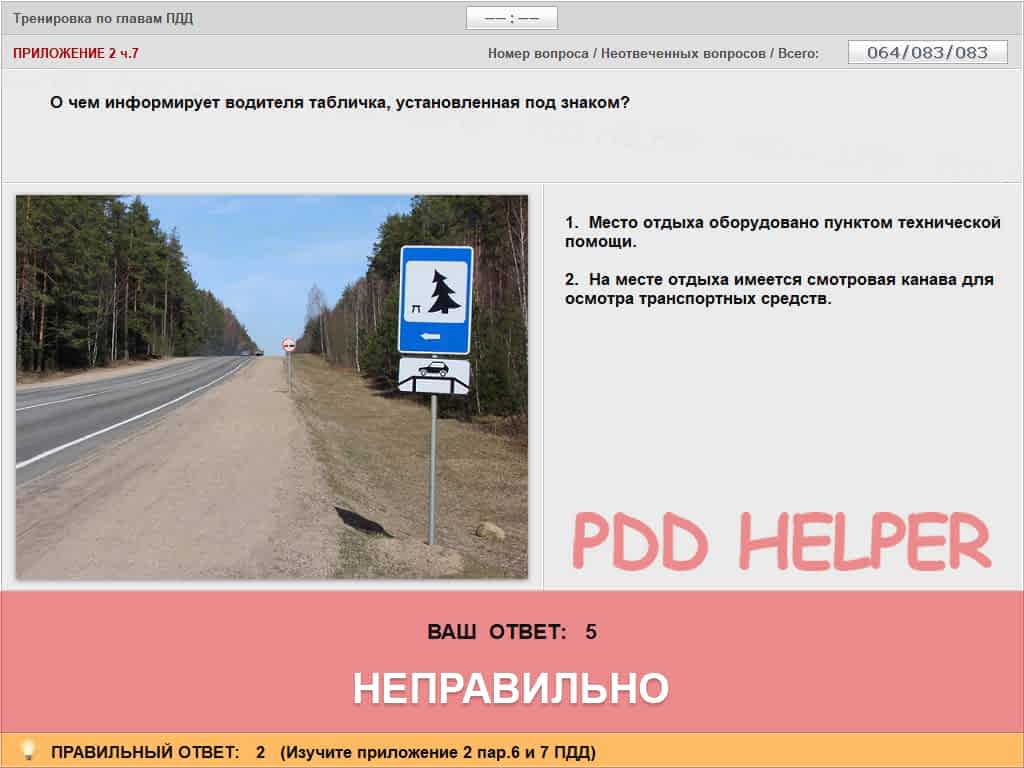 Тренировка по главам ПДД
—— : ——
ПРИЛОЖЕНИЕ 2 ч.7
Номер вопроса / Неотвеченных вопросов / Всего:
064/083/083
О чем информирует водителя табличка, установленная под знаком?
1. Место отдыха оборудовано пунктом технической
помощи.
2. На месте отдыха имеется смотровая канава для
осмотра транспортных средств.
PDD HELPER
ВАШ ОТВЕТ: 5
НЕПРАВИЛЬНО
ПРАВИЛЬНЫЙ ОТВЕТ: 2 (Изучите приложение 2 пар.6 и 7 ПДД)